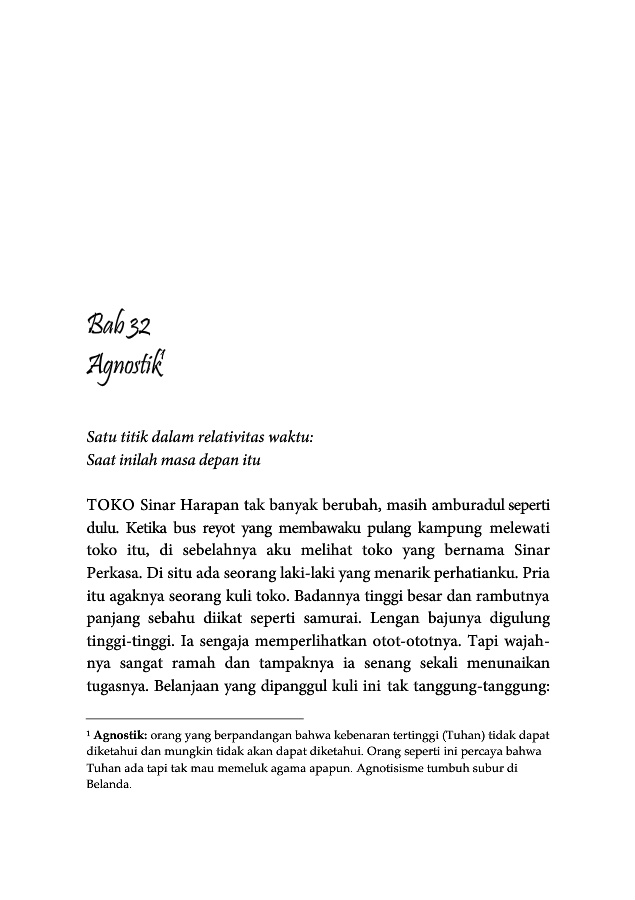 Bab 32
Agnostik¹
Satu titik dalam relativitas waktu:
Saat inilah masa depan itu
TOKO Sinar Harapan tak banyak berubah, masih amburadul seperti
dulu. Ketika bus reyot yang membawaku pulang kampung melewati
toko itu, di sebelahnya aku melihat toko yang bernama Sinar
Perkasa. Di situ ada seorang laki-laki yang menarik perhatianku. Pria
itu agaknya seorang kuli toko. Badannya tinggi besar dan rambutnya
panjang sebahu diikat seperti samurai. Lengan bajunya digulung
tinggi-tinggi. Ia sengaja memperlihatkan otot-ototnya. Tapi wajah-
nya sangat ramah dan tampaknya ia senang sekali menunaikan
tugasnya. Belanjaan yang dipanggul kuli ini tak tanggung-tanggung:
¹ Agnostik: orang yang berpandangan bahwa kebenaran tertinggi (Tuhan) tidak dapat
diketahui dan mungkin tidak akan dapat diketahui. Orang seperti ini percaya bahwa
Tuhan ada tapi tak mau memeluk agama apapun. Agnotisisme tumbuh subur di
Belanda.